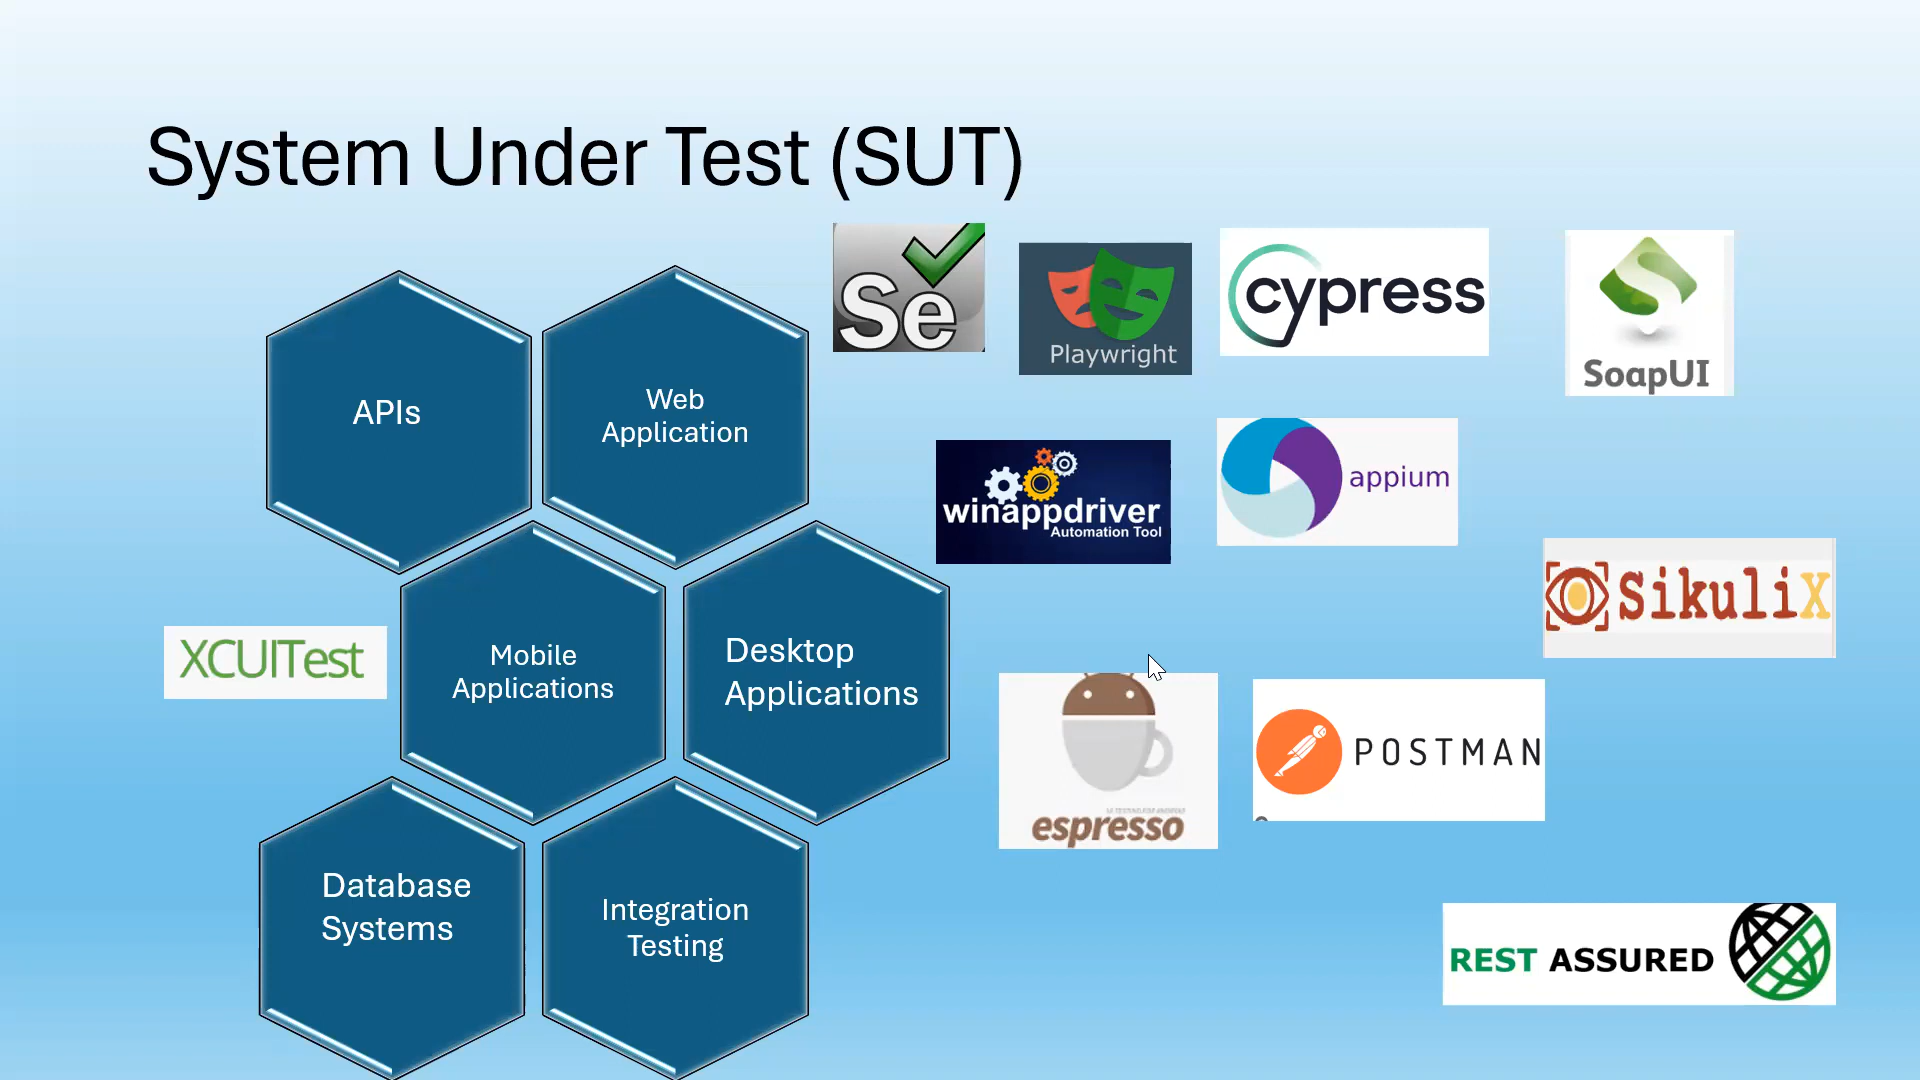 System Under Test (SUT)
Se
Playwright
cypress
SoapUI
APIs
Web
Application
winappdriver
Automation Tool
appium
SikuliX
XCUITest
Mobile
Applications
Desktop
Applications
espresso
POSTMAN
Database
Systems
Integration
Testing
REST ASSURED